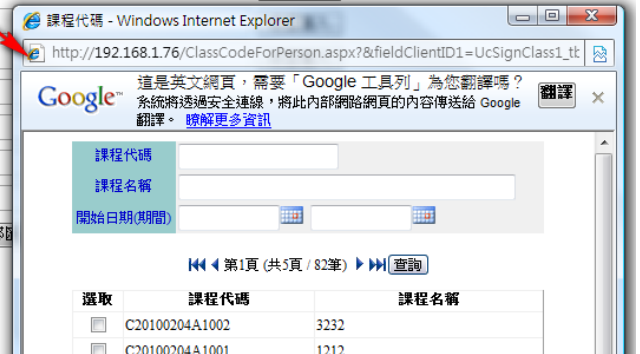 課程代碼 - Windows Internet Explorer
http://192.168.1.76/ClassCodeForPerson.aspx?&fieldClientID1=UcSignClass1_tb
Google™ 這是英文網頁，需要「Google 工具列」為您翻譯嗎？ 翻譯
系統將透過安全連線，將此內部網路網頁的內容傳送給 Google
翻譯。 瞭解更多資訊
課程代碼
課程名稱
開始日期(期間)
第1頁 (共5頁 / 82筆) 查詢
選取 課程代碼 課程名稱
C20100204A1002 3232
C20100204A1001 1212